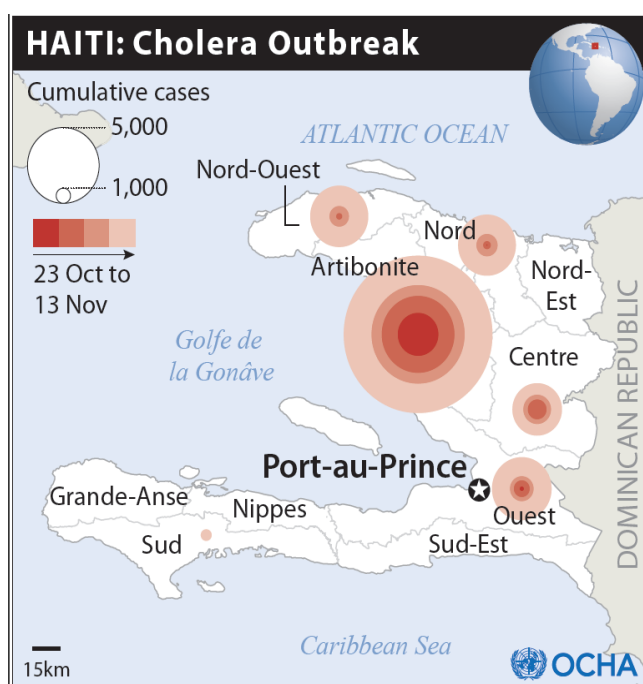 HAITI: Cholera Outbreak
Cumulative cases
5,000
1,000
23 Oct to
13 Nov
ATLANTIC OCEAN
Nord-Ouest
Nord
Artibonite
Nord-
Est
Golfe de
la Gonâve
Centre
DOMINICAN REPUBLIC
Port-au-Prince
Grande-Anse
Nippes
Ouest
Sud
Sud-Est
Caribbean Sea
15km
OCHA